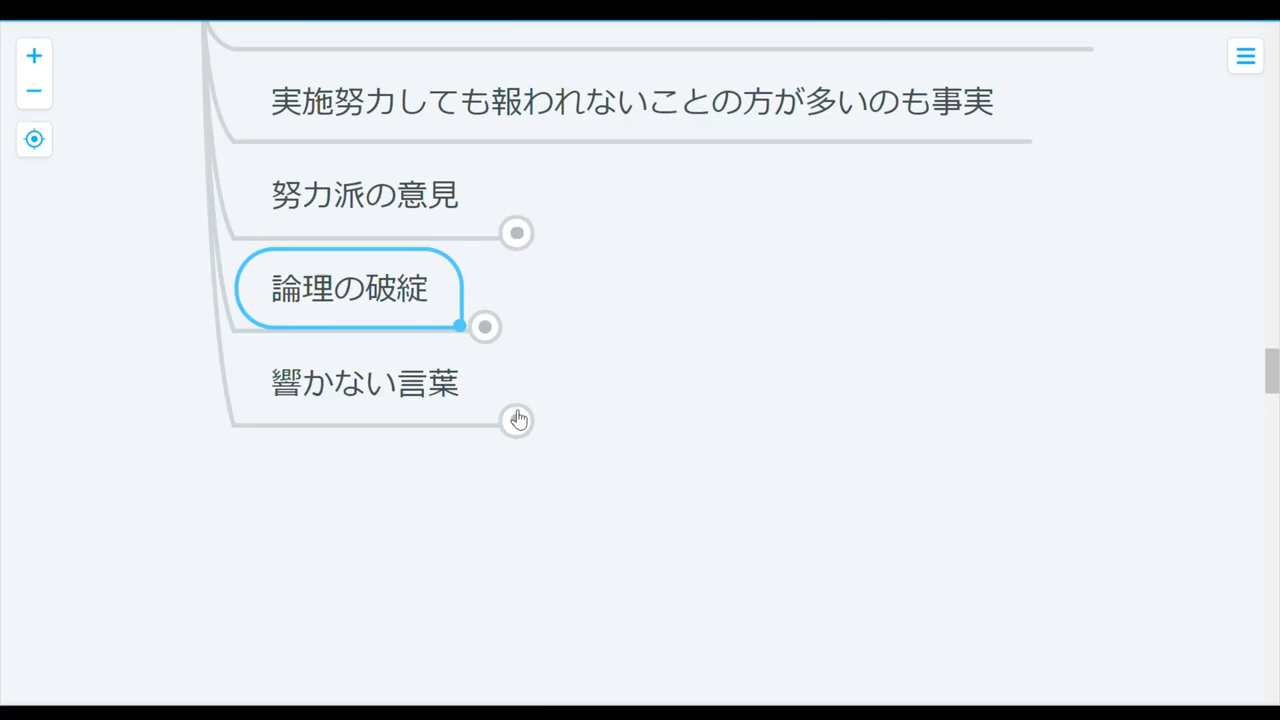 実施努力しても報われないことの方が多いのも事実
努力派の意見
論理の破綻
響かない言葉